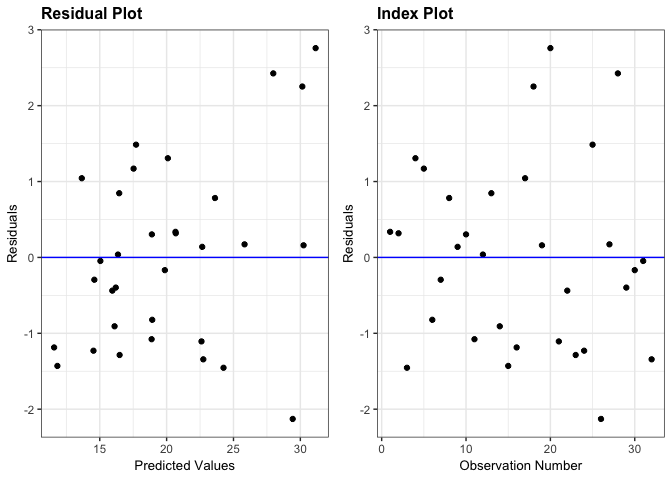 Residual Plot
3
2
1
0
-1
-2
15 20 25 30
Predicted Values
Residuals
Index Plot
3
2
1
0
-1
-2
0 10 20 30
Observation Number
Residuals